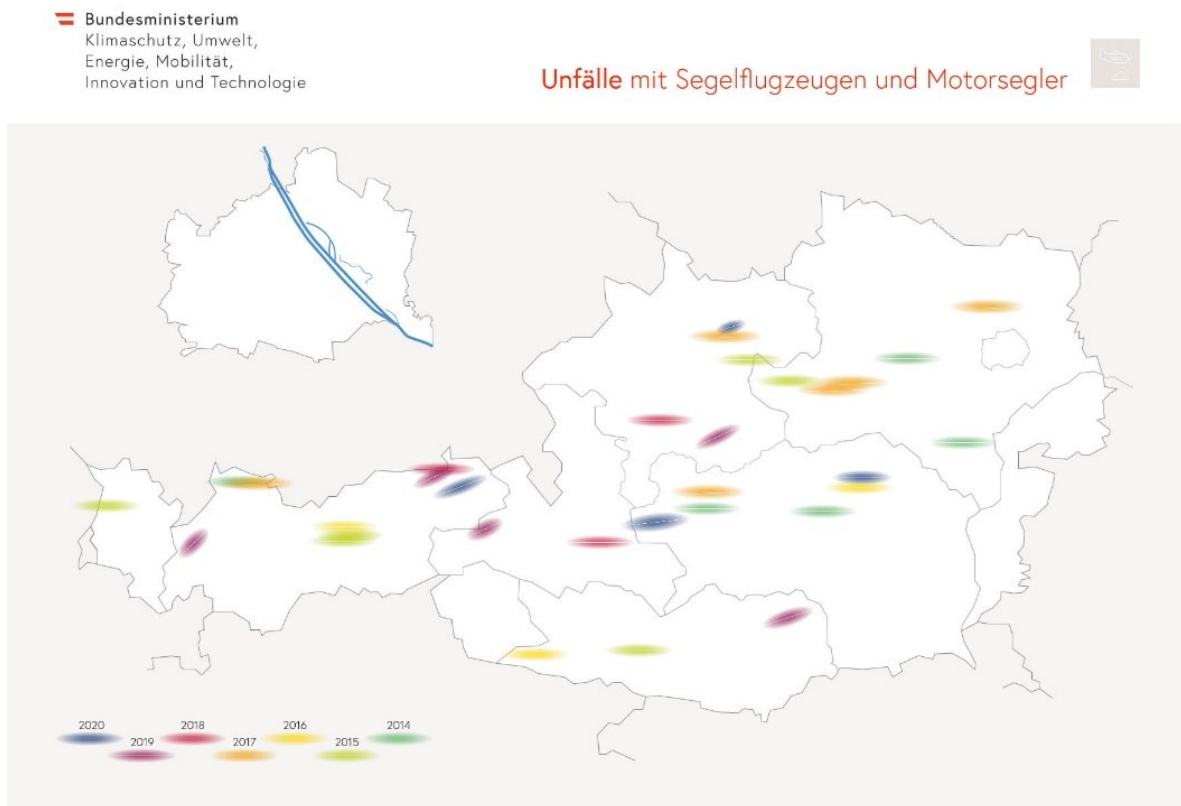 Bundesministerium
Klimaschutz, Umwelt,
Energie, Mobilität,
Innovation und Technologie
Unfälle mit Segelflugzeugen und Motorsegler
2020
2019
2018
2017
2016
2015
2014